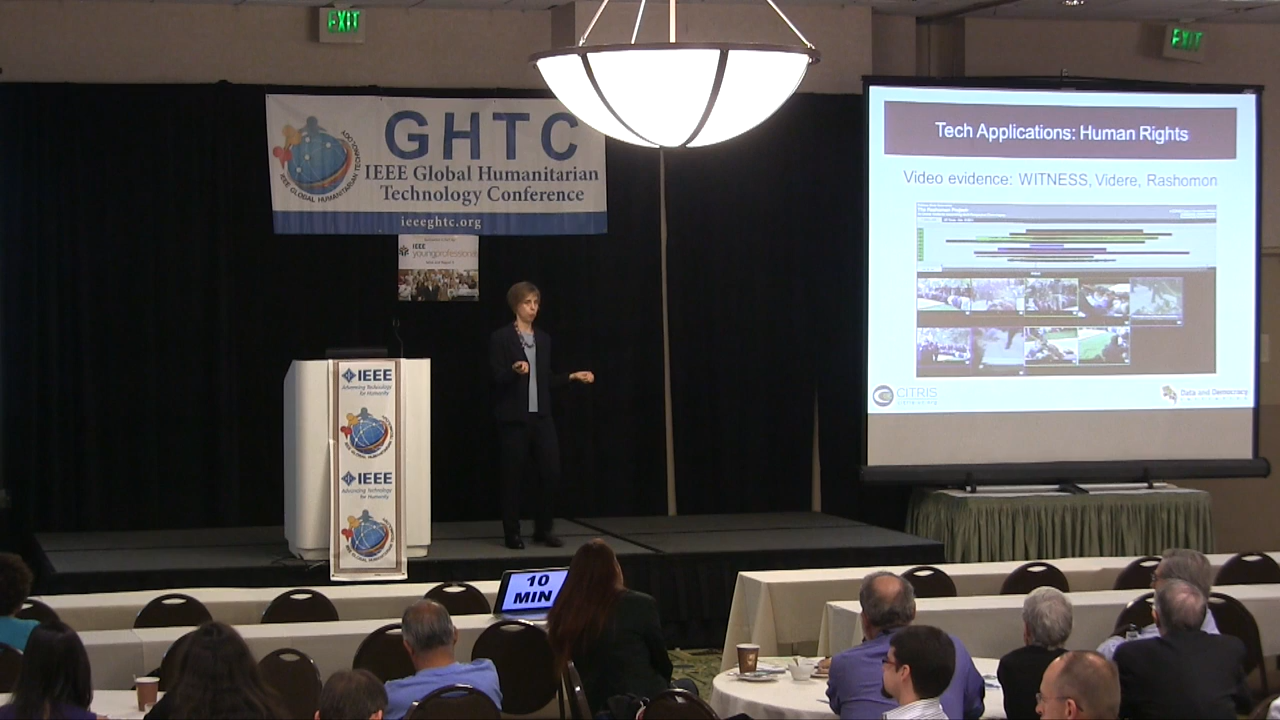 EXIT
EXIT
GHTC
IEEE Global Humanitarian
Technology Conference
ieeeghtc.org
IEEE GLOBAL HUMANITARIAN TECHNOLOGY
IEEE
youngprofessional
Tech Applications: Human Rights
Video evidence: WITNESS, Videre, Rashomon
CITRIS
Data and Democracy
IEEE
Advancing Technology
for Humanity
IEEE
Advancing Technology
for Humanity
10
MIN